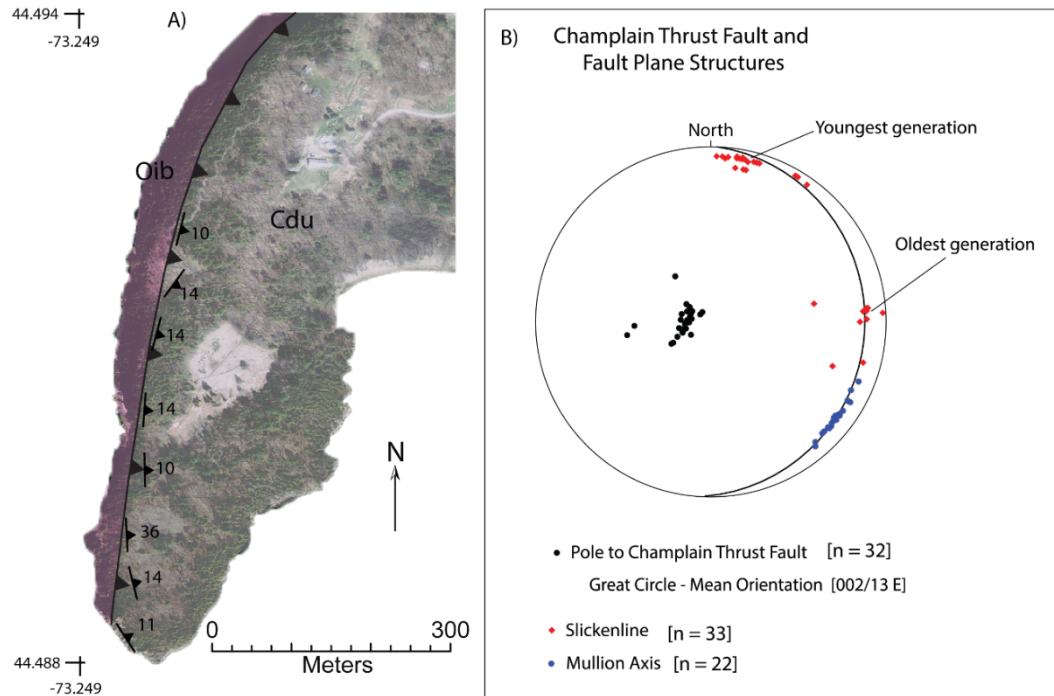 A)
44.494
-73.249
Oib
Cdu
10
14
14
14
10
36
14
11
N
0 300
Meters
44.488
-73.249
B)
Champlain Thrust Fault and
Fault Plane Structures
North
Youngest generation
Oldest generation
Pole to Champlain Thrust Fault [n = 32]
Great Circle - Mean Orientation [002/13 E]
Slickenline [n = 33]
Mullion Axis [n = 22]